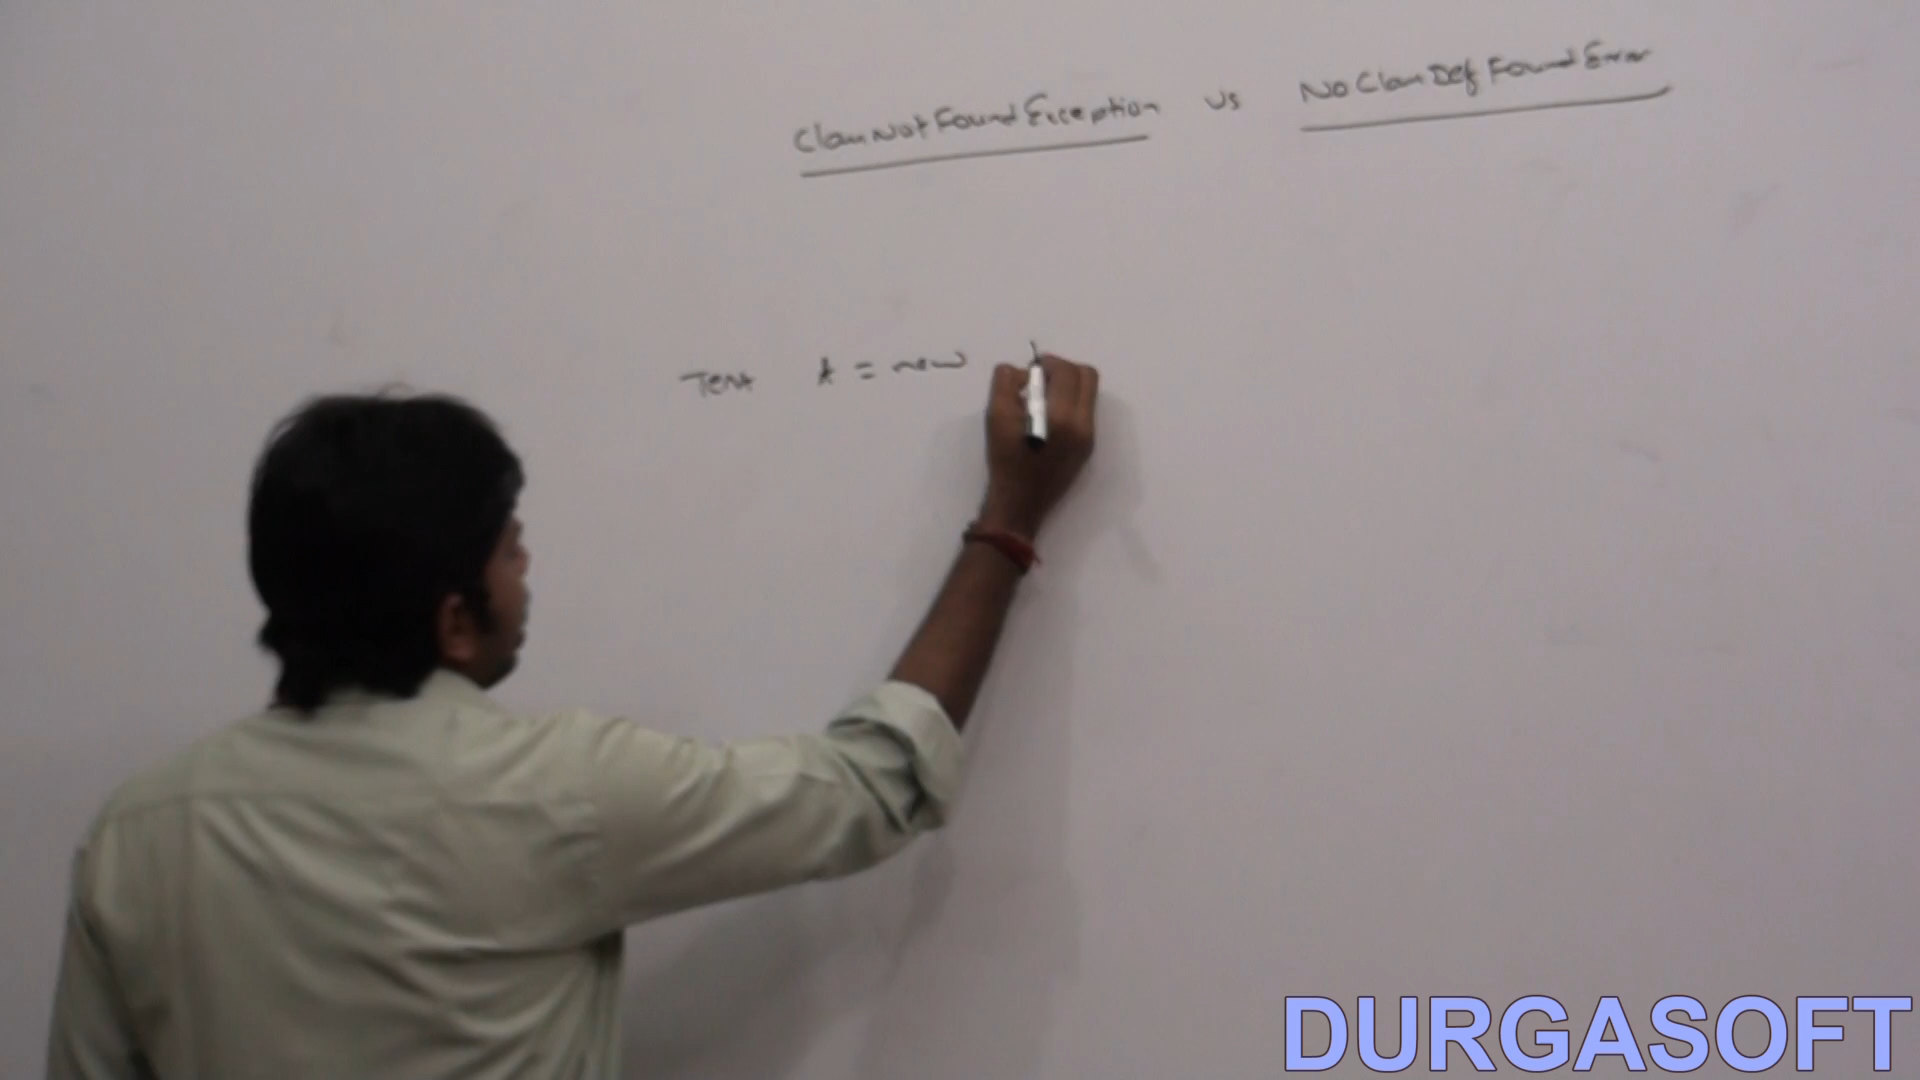 ClassNotFoundException vs NoClassDefFoundError
Test t = new
DURGASOFT